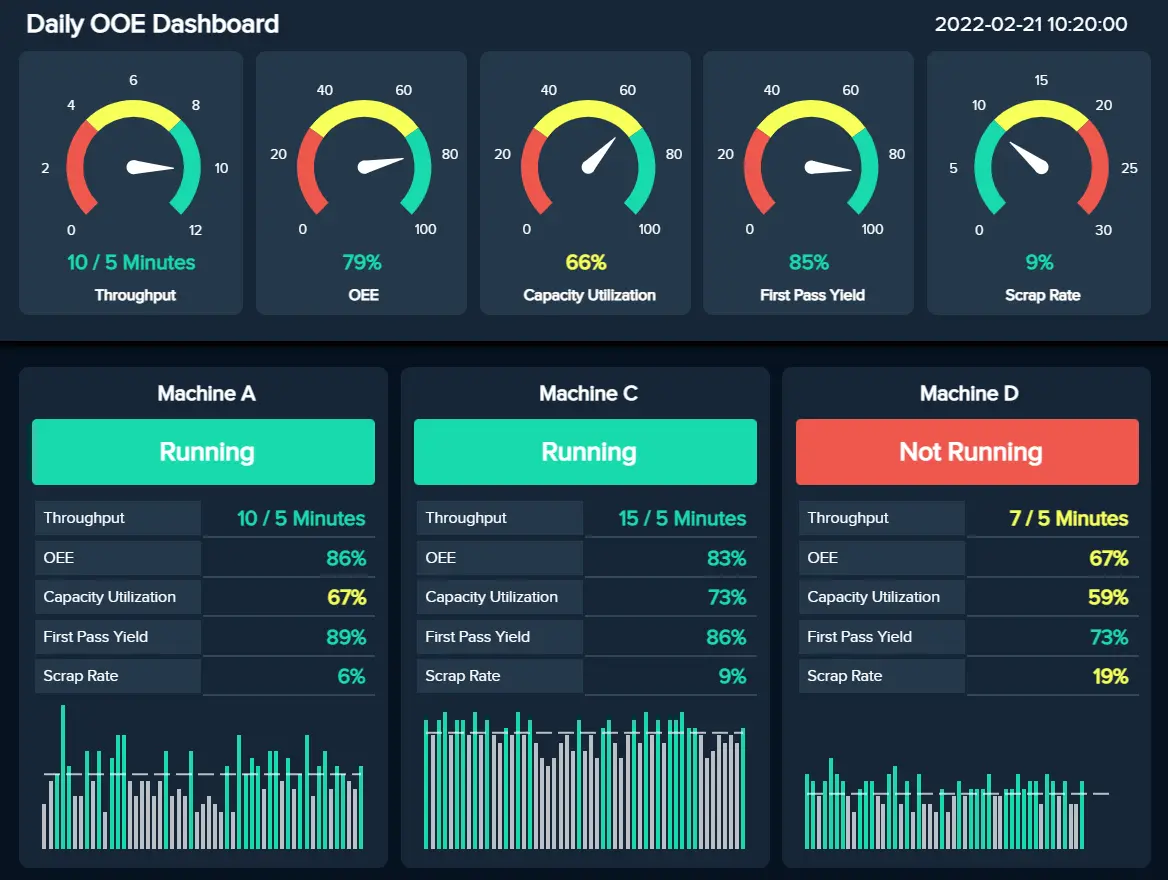 Daily OOE Dashboard
2022-02-21 10:20:00
0 2 4 6 8 10 12
10 / 5 Minutes
Throughput
0 20 40 60 80 100
79%
OEE
0 20 40 60 80 100
66%
Capacity Utilization
0 20 40 60 80 100
85%
First Pass Yield
0 5 10 15 20 25 30
9%
Scrap Rate
Machine A
Running
Throughput 10 / 5 Minutes
OEE 86%
Capacity Utilization 67%
First Pass Yield 89%
Scrap Rate 6%
Machine C
Running
Throughput 15 / 5 Minutes
OEE 83%
Capacity Utilization 73%
First Pass Yield 86%
Scrap Rate 9%
Machine D
Not Running
Throughput 7 / 5 Minutes
OEE 67%
Capacity Utilization 59%
First Pass Yield 73%
Scrap Rate 19%